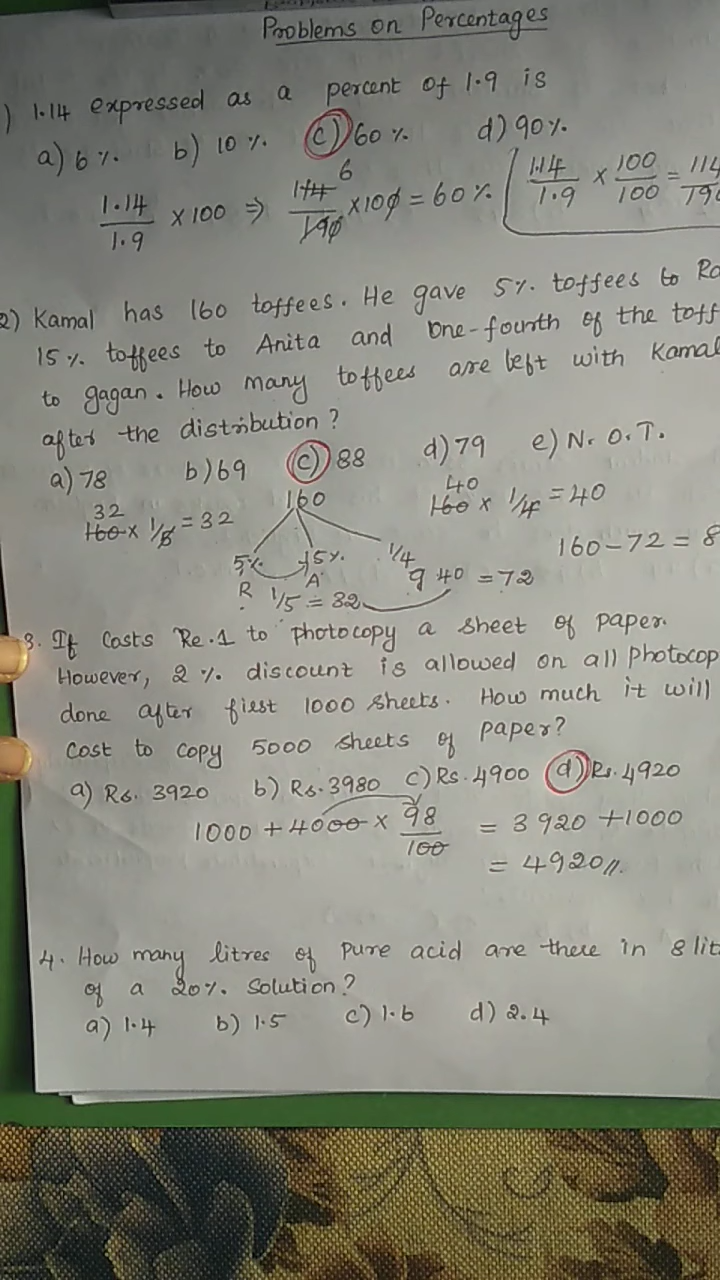 Problems on Percentages
) 1.14 expressed as a percent of 1.9 is
a) 6 %. b) 10 %. c) 60 %. d) 90 %.
1.14/1.9 × 100 ⇒ 114/190 × 100 = 60 %. 1.14/1.9 × 100/100 = 114/190
6
2) Kamal has 160 toffees. He gave 5%. toffees to Ro
15 %. toffees to Anita and One-fourth of the toff
to gagan. How many toffees are left with Kamal
after the distribution?
a) 78 b) 69 c) 88 d) 79 e) N. O. T.
32 160 40
160 × 1/5 = 32 160 × 1/4 = 40
5%. 15%. 1/4 160-72 = 8
R A g 40 = 72
1/5 = 32
3. It Costs Re.1 to photocopy a sheet of paper.
However, 2 %. discount is allowed on all photocop
done after first 1000 sheets. How much it will
Cost to copy 5000 sheets of paper?
a) Rs. 3920 b) Rs. 3980 c) Rs. 4900 d) Rs. 4920
1000 + 4000 × 98/100 = 3920 + 1000
= 4920//.
4. How many litres of Pure acid are there in 8 lit
of a 20%. Solution?
a) 1.4 b) 1.5 c) 1.6 d) 2.4